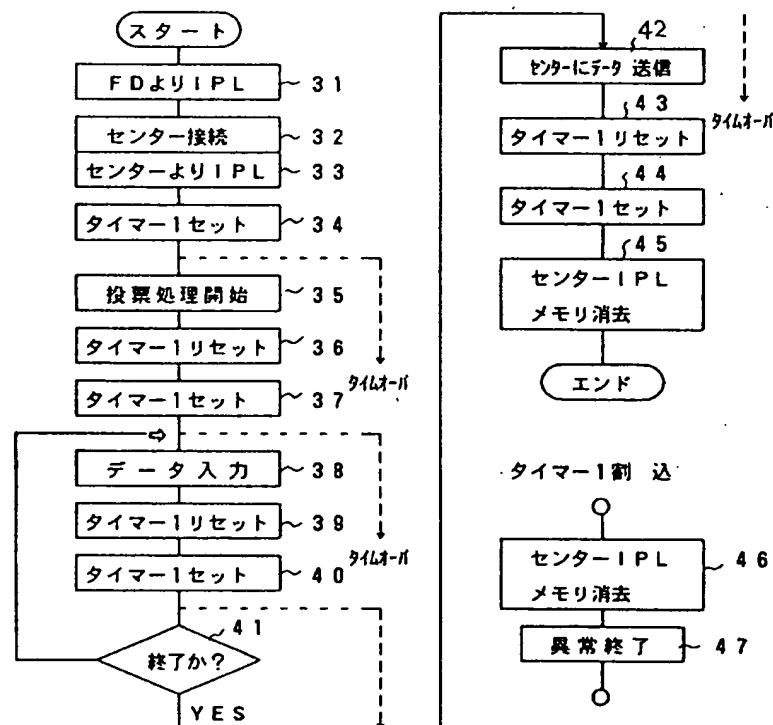 スタート
FDよりIPL 31
センター接続 32
センターよりIPL 33
タイマー1セット 34
投票処理開始 35
タイマー1リセット 36
タイムオーバ
タイマー1セット 37
データ入力 38
タイマー1リセット 39
タイムオーバ
タイマー1セット 40
41
終了か?
YES
42
センターにデータ 送信
43
タイムオーバ
タイマー1リセット
44
タイマー1セット
45
センターIPL
メモリ消去
エンド
タイマー1割 込
センターIPL 46
メモリ消去
異常終了 47